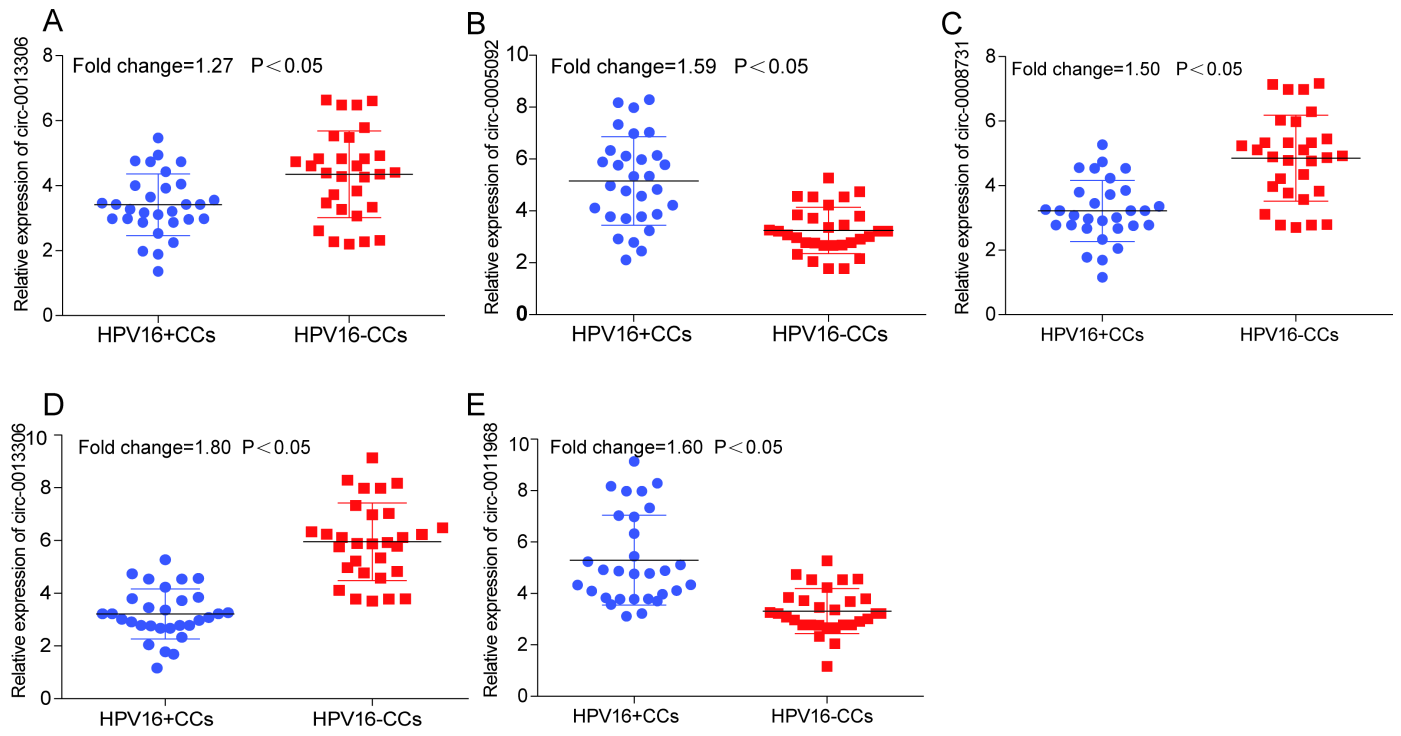 A
Relative expression of circ-0013306
Fold change=1.27 P<0.05
8
6
4
2
0
HPV16+CCs HPV16-CCs
B
Relative expression of circ-0005092
Fold change=1.59 P<0.05
10
8
6
4
2
0
HPV16+CCs HPV16-CCs
C
Relative expression of circ-0008731
Fold change=1.50 P<0.05
8
6
4
2
0
HPV16+CCs HPV16-CCs
D
Relative expression of circ-0013306
Fold change=1.80 P<0.05
10
8
6
4
2
0
HPV16+CCs HPV16-CCs
E
Relative expression of circ-0011968
Fold change=1.60 P<0.05
10
8
6
4
2
0
HPV16+CCs HPV16-CCs